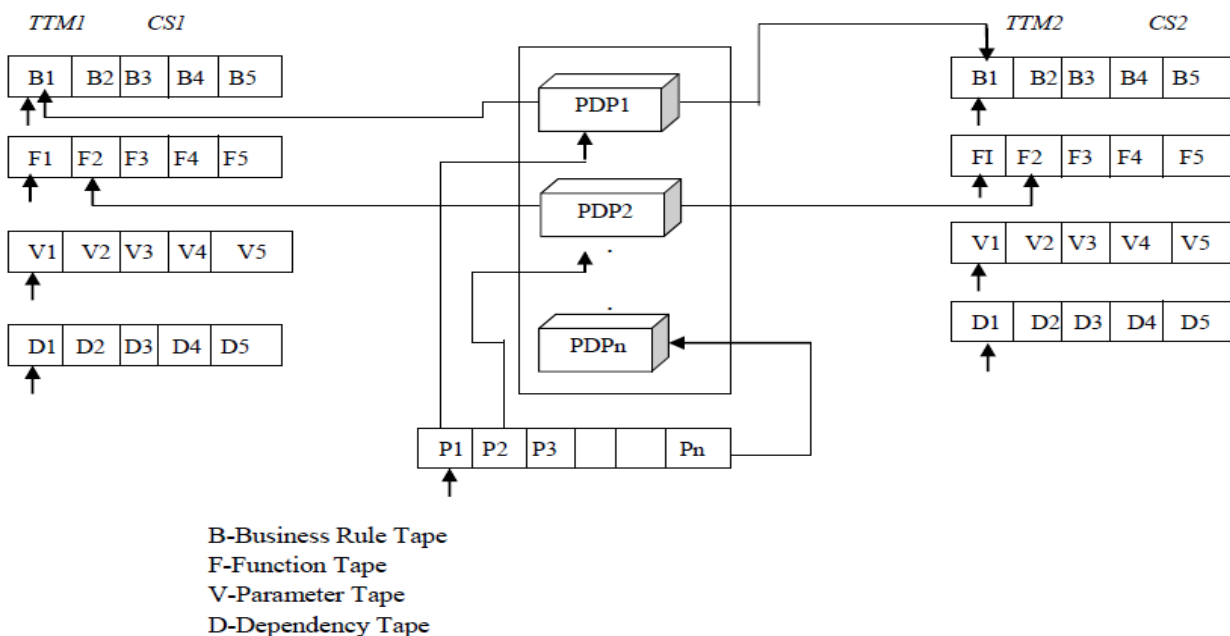 TTM1 CS1 TTM2 CS2
B1 B2 B3 B4 B5 PDP1 B1 B2 B3 B4 B5
F1 F2 F3 F4 F5 FI F2 F3 F4 F5
PDP2
V1 V2 V3 V4 V5 V1 V2 V3 V4 V5
.
.
D1 D2 D3 D4 D5 PDPn D1 D2 D3 D4 D5
P1 P2 P3 Pn
B-Business Rule Tape
F-Function Tape
V-Parameter Tape
D-Dependency Tape